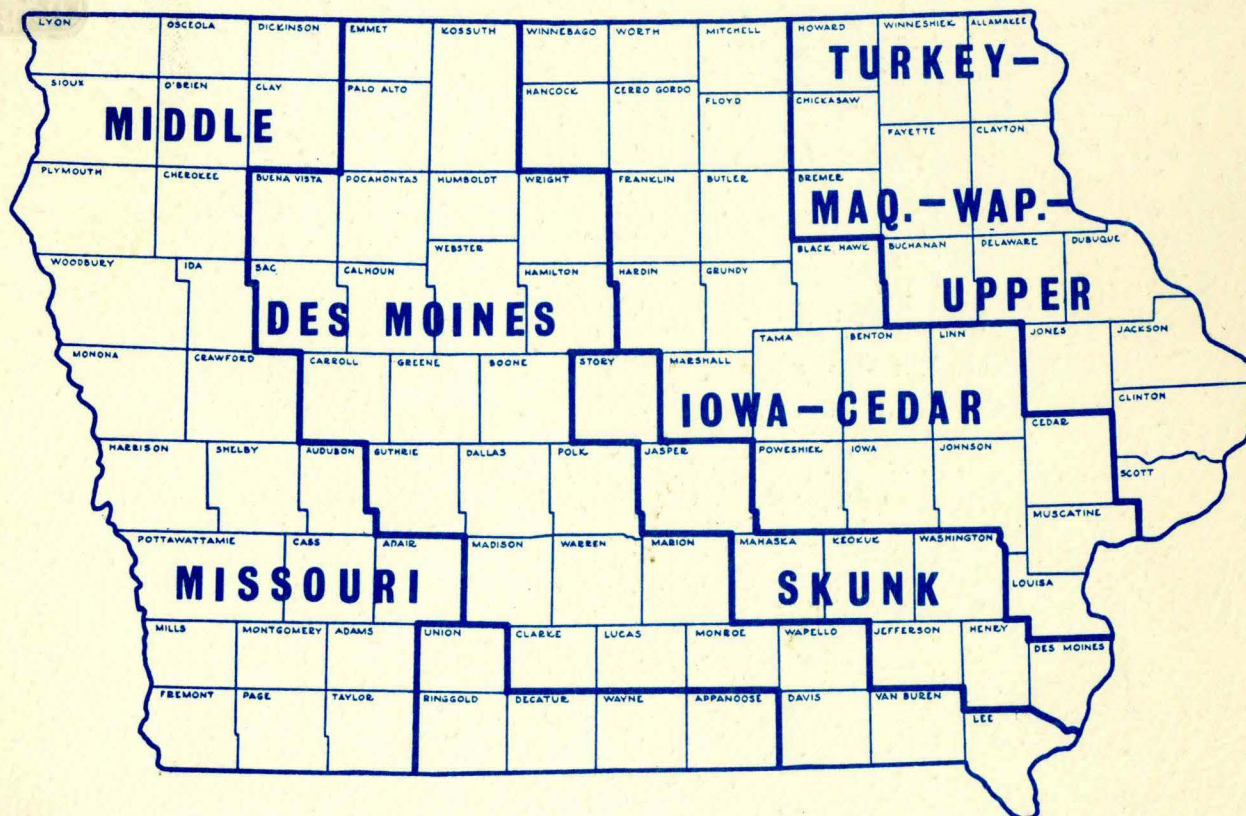 LYON OSCEOLA DICKINSON EMMET KOSSUTH WINNEBAGO WORTH MITCHELL HOWARD WINNESHIEK ALLAMAKEE
TURKEY-
SIOUX O'BRIEN CLAY PALO ALTO HANCOCK CERRO GORDO FLOYD CHICKASAW
MIDDLE
FAYETTE CLAYTON
PLYMOUTH CHEROKEE BUENA VISTA POCAHONTAS HUMBOLDT WRIGHT FRANKLIN BUTLER BREMER
MAQ.-WAP.-
WEBSTER BLACK HAWK BUCHANAN DELAWARE DUBUQUE
WOODBURY IDA SAC CALHOUN HAMILTON HARDIN GRUNDY
UPPER
DES MOINES
TAMA BENTON LINN JONES JACKSON
MONONA CRAWFORD CARROLL GREENE BOONE STORY MARSHALL
CLINTON
IOWA-CEDAR
CEDAR
HARRISON SHELBY AUDUBON GUTHRIE DALLAS POLK JASPER POWESHIEK IOWA JOHNSON
SCOTT
MUSCATINE
POTTAWATTAMIE CASS ADAIR MADISON WARREN MARION MAHASKA KEOKUK WASHINGTON
MISSOURI SKUNK
LOUISA
MILLS MONTGOMERY ADAMS UNION CLARKE LUCAS MONROE WAPELLO JEFFERSON HENRY
DES MOINES
FREMONT PAGE TAYLOR RINGGOLD DECATUR WAYNE APPANOOSE DAVIS VAN BUREN
LEE